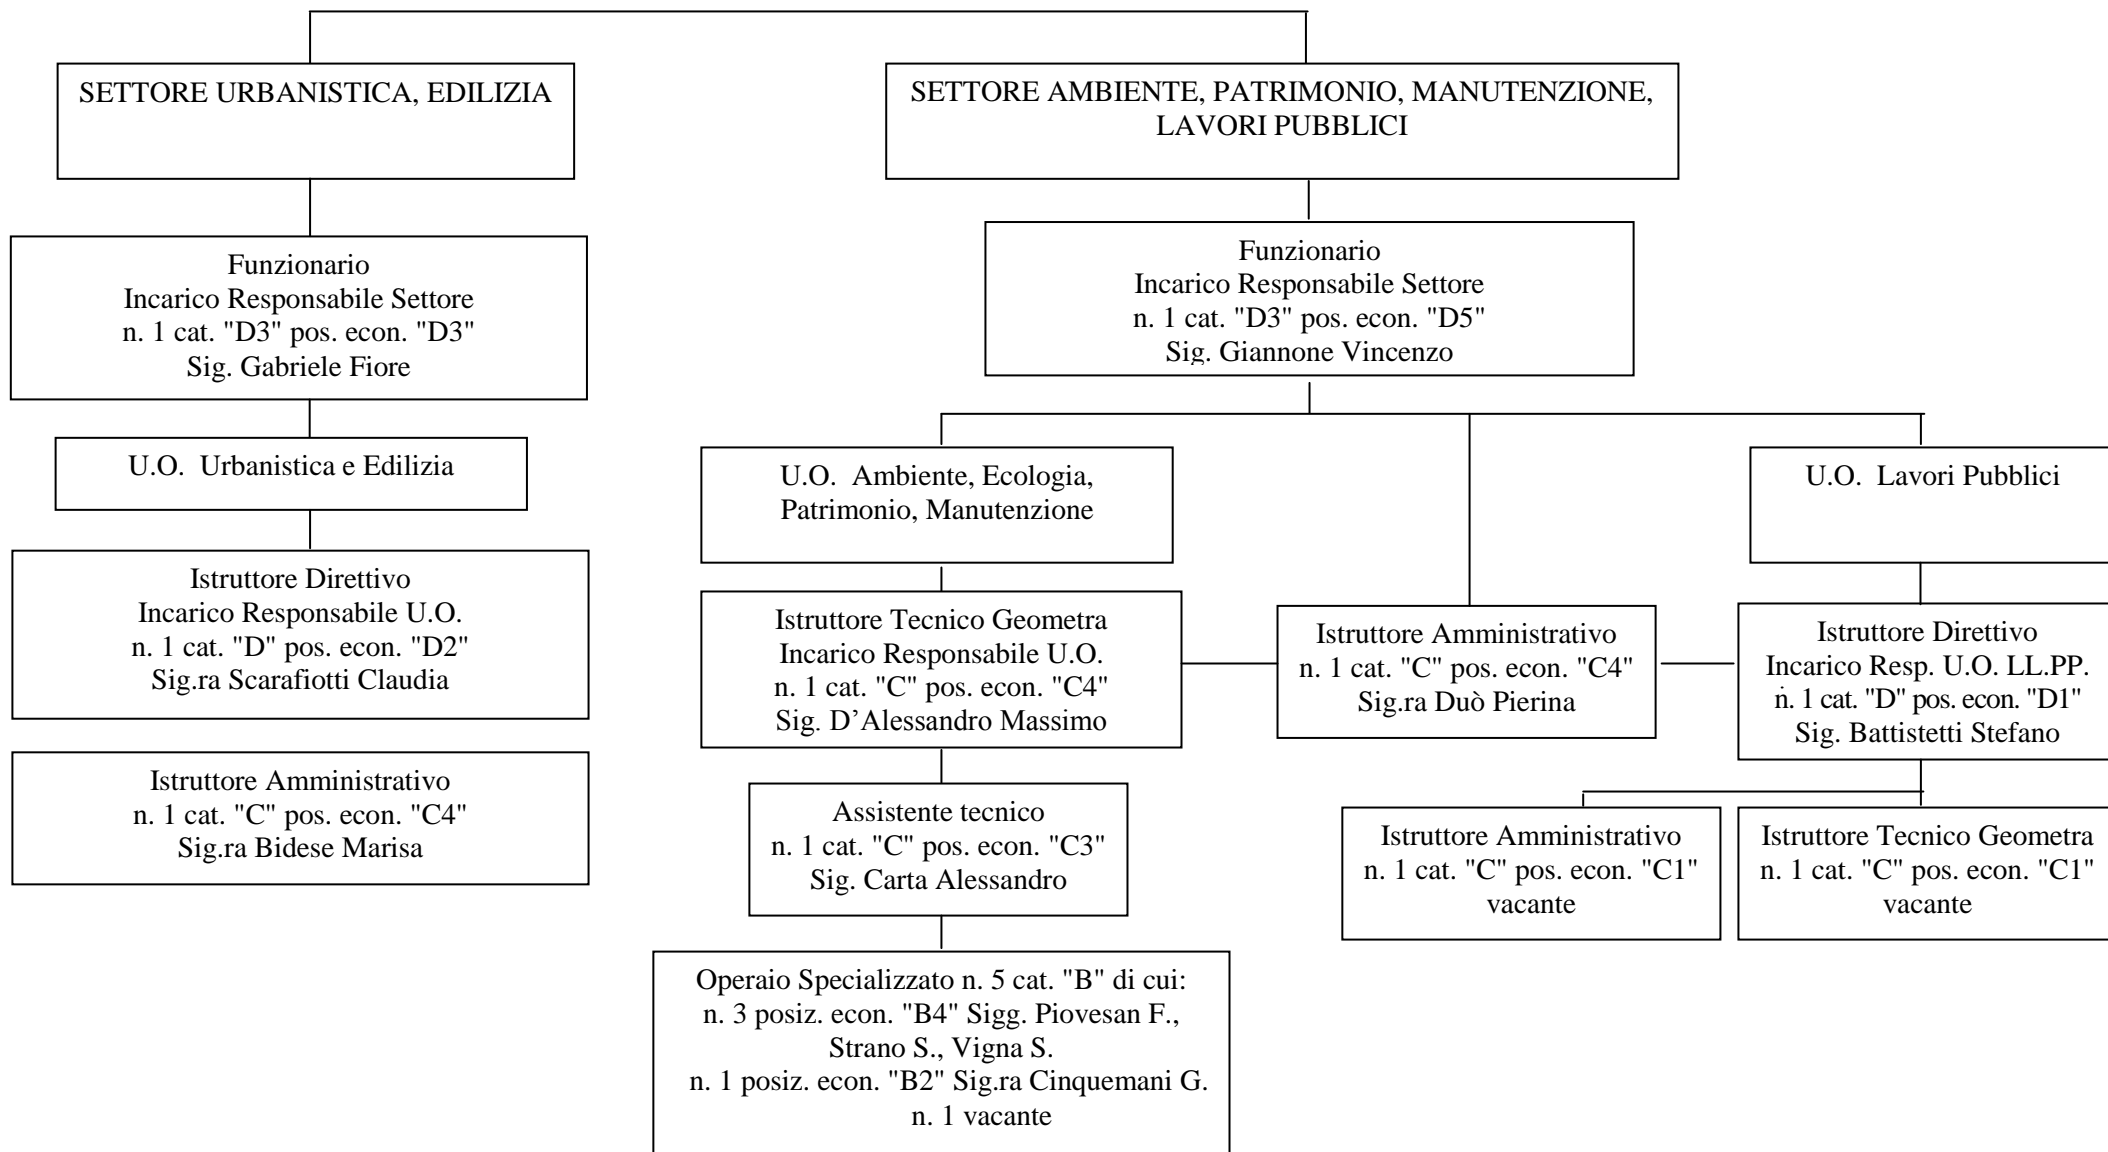 SETTORE URBANISTICA, EDILIZIA
SETTORE AMBIENTE, PATRIMONIO, MANUTENZIONE,
LAVORI PUBBLICI
Funzionario
Incarico Responsabile Settore
n. 1 cat. "D3" pos. econ. "D3"
Sig. Gabriele Fiore
Funzionario
Incarico Responsabile Settore
n. 1 cat. "D3" pos. econ. "D5"
Sig. Giannone Vincenzo
U.O.  Urbanistica e Edilizia
U.O.  Ambiente, Ecologia,
Patrimonio, Manutenzione
U.O.  Lavori Pubblici
Istruttore Direttivo
Incarico Responsabile U.O.
n. 1 cat. "D" pos. econ. "D2"
Sig.ra Scarafiotti Claudia
Istruttore Tecnico Geometra
Incarico Responsabile U.O.
n. 1 cat. "C" pos. econ. "C4"
Sig. D’Alessandro Massimo
Istruttore Amministrativo
n. 1 cat. "C" pos. econ. "C4"
Sig.ra Duò Pierina
Istruttore Direttivo
Incarico Resp. U.O. LL.PP.
n. 1 cat. "D" pos. econ. "D1"
Sig. Battistetti Stefano
Istruttore Amministrativo
n. 1 cat. "C" pos. econ. "C4"
Sig.ra Bidese Marisa
Assistente tecnico
n. 1 cat. "C" pos. econ. "C3"
Sig. Carta Alessandro
Istruttore Amministrativo
n. 1 cat. "C" pos. econ. "C1"
vacante
Istruttore Tecnico Geometra
n. 1 cat. "C" pos. econ. "C1"
vacante
Operaio Specializzato n. 5 cat. "B" di cui:
n. 3 posiz. econ. "B4" Sigg. Piovesan F.,
Strano S., Vigna S.
n. 1 posiz. econ. "B2" Sig.ra Cinquemani G.
n. 1 vacante